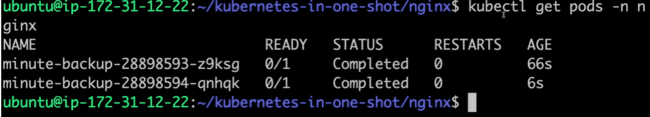 ubuntu@ip-172-31-12-22:~/kubernetes-in-one-shot/nginx$ kubectl get pods -n n
ginx
NAME READY STATUS RESTARTS AGE
minute-backup-28898593-z9ksg 0/1 Completed 0 66s
minute-backup-28898594-qnhqk 0/1 Completed 0 6s
ubuntu@ip-172-31-12-22:~/kubernetes-in-one-shot/nginx$